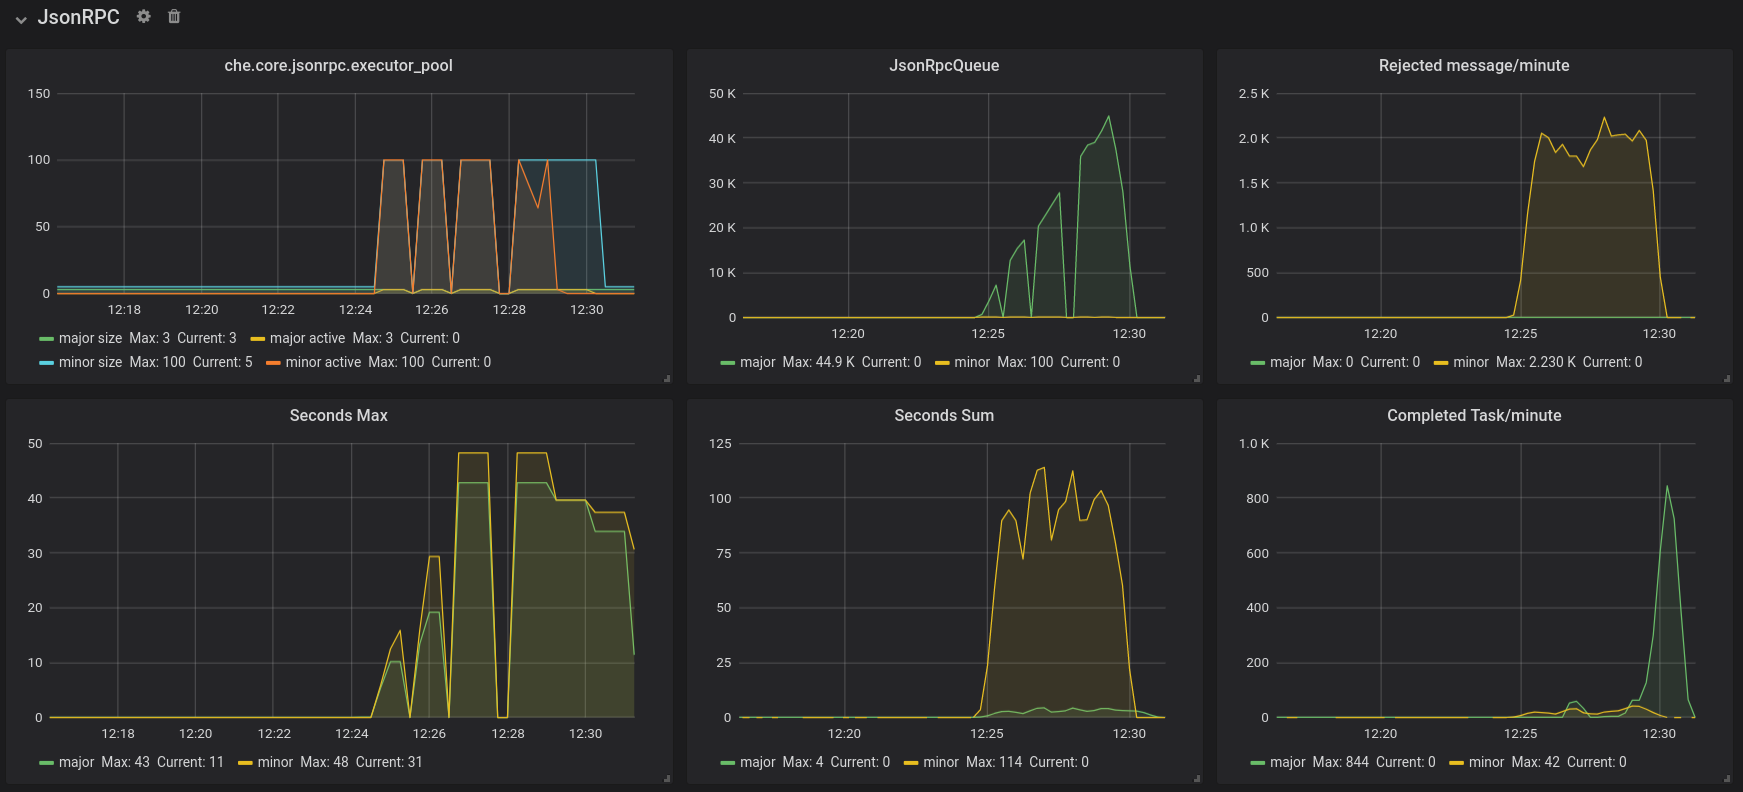 JsonRPC
che.core.jsonrpc.executor_pool
150
100
50
0
12:18 12:20 12:22 12:24 12:26 12:28 12:30
major size Max: 3 Current: 3 major active Max: 3 Current: 0
minor size Max: 100 Current: 5 minor active Max: 100 Current: 0
JsonRpcQueue
50 K
40 K
30 K
20 K
10 K
0
12:20 12:25 12:30
major Max: 44.9 K Current: 0 minor Max: 100 Current: 0
Rejected message/minute
2.5 K
2.0 K
1.5 K
1.0 K
500
0
12:20 12:25 12:30
major Max: 0 Current: 0 minor Max: 2.230 K Current: 0
Seconds Max
50
40
30
20
10
0
12:18 12:20 12:22 12:24 12:26 12:28 12:30
major Max: 43 Current: 11 minor Max: 48 Current: 31
Seconds Sum
125
100
75
50
25
0
12:20 12:25 12:30
major Max: 4 Current: 0 minor Max: 114 Current: 0
Completed Task/minute
1.0 K
800
600
400
200
0
12:20 12:25 12:30
major Max: 844 Current: 0 minor Max: 42 Current: 0